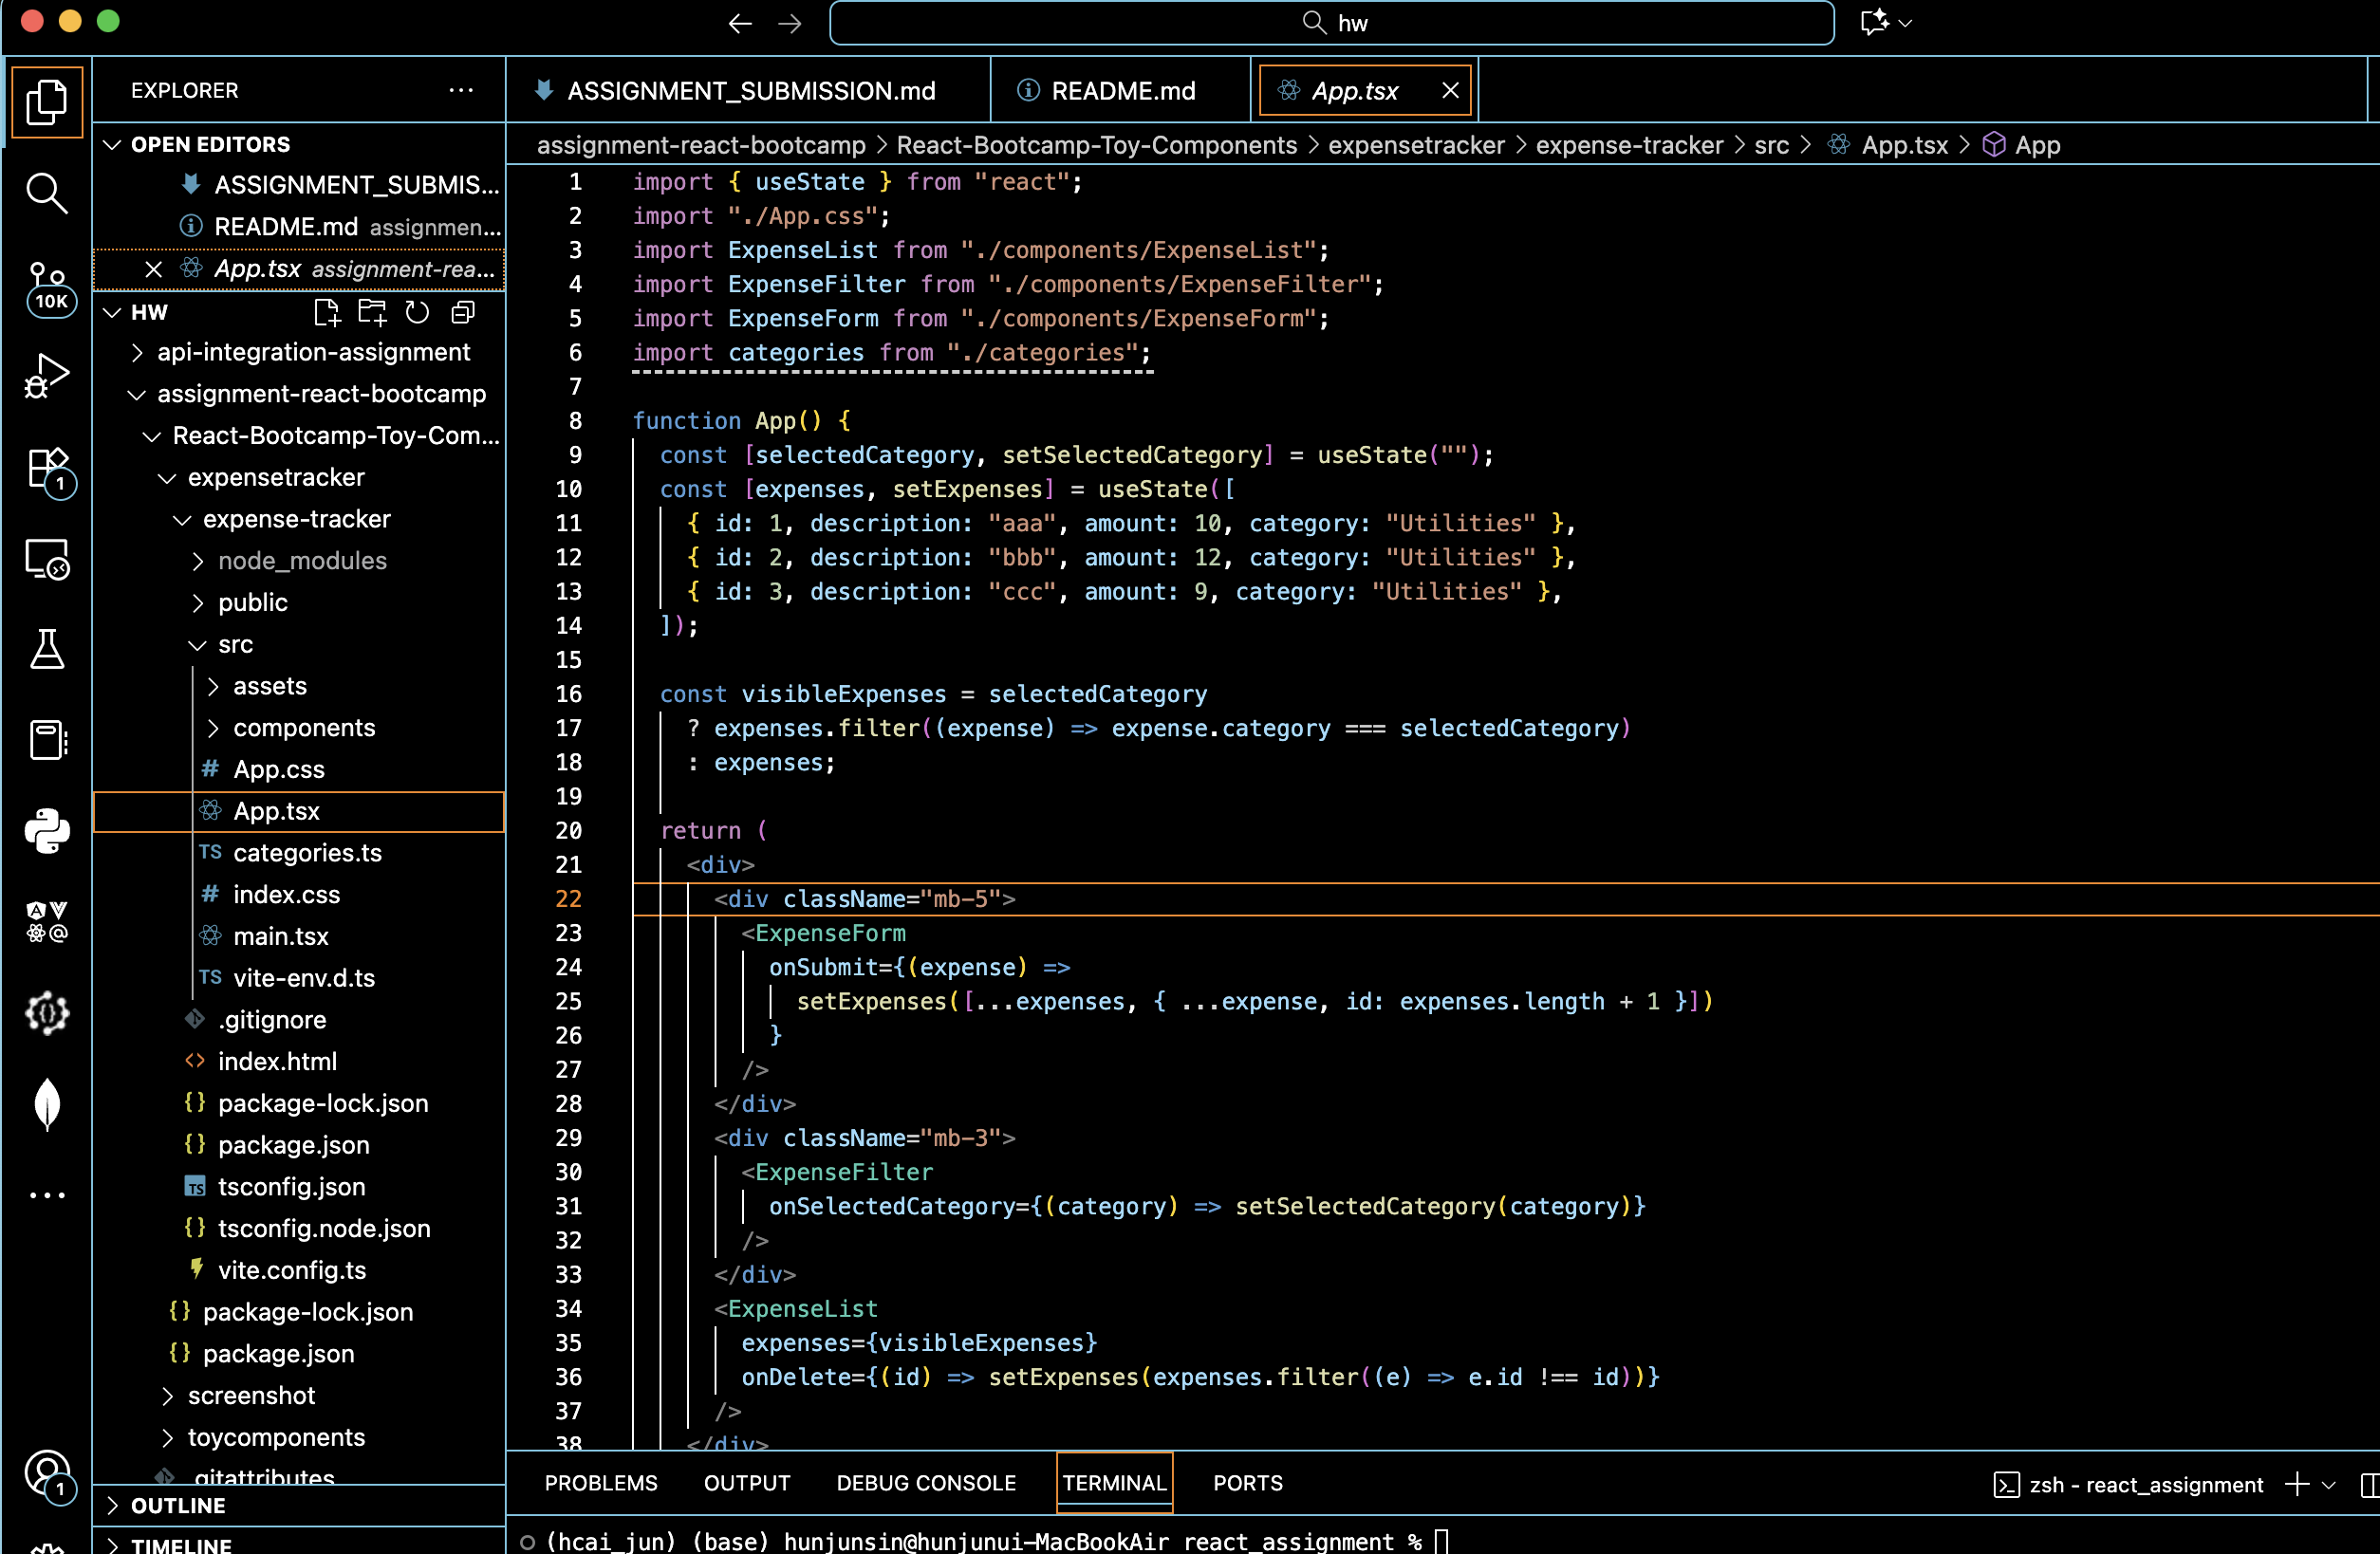 hw
EXPLORER
OPEN EDITORS
ASSIGNMENT_SUBMIS...
README.md assignmen...
App.tsx assignment-rea...
HW
api-integration-assignment
assignment-react-bootcamp
React-Bootcamp-Toy-Com...
expensetracker
expense-tracker
node_modules
public
src
assets
components
App.css
App.tsx
categories.ts
index.css
main.tsx
vite-env.d.ts
.gitignore
index.html
package-lock.json
package.json
tsconfig.json
tsconfig.node.json
vite.config.ts
package-lock.json
package.json
screenshot
toycomponents
.gitattributes
OUTLINE
TIMELINE
10K
1
1
ASSIGNMENT_SUBMISSION.md README.md App.tsx
assignment-react-bootcamp > React-Bootcamp-Toy-Components > expensetracker > expense-tracker > src > App.tsx > App
1 import { useState } from "react";
2 import "./App.css";
3 import ExpenseList from "./components/ExpenseList";
4 import ExpenseFilter from "./components/ExpenseFilter";
5 import ExpenseForm from "./components/ExpenseForm";
6 import categories from "./categories";
7
8 function App() {
9 const [selectedCategory, setSelectedCategory] = useState("");
10 const [expenses, setExpenses] = useState([
11 { id: 1, description: "aaa", amount: 10, category: "Utilities" },
12 { id: 2, description: "bbb", amount: 12, category: "Utilities" },
13 { id: 3, description: "ccc", amount: 9, category: "Utilities" },
14 ]);
15
16 const visibleExpenses = selectedCategory
17 ? expenses.filter((expense) => expense.category === selectedCategory)
18 : expenses;
19
20 return (
21 <div>
22 <div className="mb-5">
23 <ExpenseForm
24 onSubmit={(expense) =>
25 setExpenses([...expenses, { ...expense, id: expenses.length + 1 }])
26 }
27 />
28 </div>
29 <div className="mb-3">
30 <ExpenseFilter
31 onSelectedCategory={(category) => setSelectedCategory(category)}
32 />
33 </div>
34 <ExpenseList
35 expenses={visibleExpenses}
36 onDelete={(id) => setExpenses(expenses.filter((e) => e.id !== id))}
37 />
38 </div>
PROBLEMS OUTPUT DEBUG CONSOLE TERMINAL PORTS zsh - react_assignment
(hcai_jun) (base) hunjunsin@hunjunui-MacBookAir react_assignment %